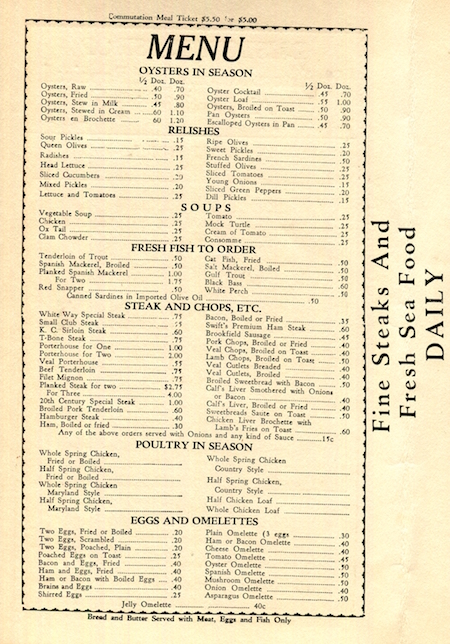 Commutation Meal Ticket $5.50 for $5.00
MENU
OYSTERS IN SEASON
½ Doz. Doz.
Oysters, Raw .40 .70
Oysters, Fried .50 .90
Oysters, Stew in Milk .45 .80
Oysters, Stewed in Cream .60 1.10
Oysters en Brochette 60 1.20
½ Doz. Doz.
Oyster Cocktail .45 .70
Oyster Loaf .55 1.00
Oysters, Broiled on Toast .50 .90
Pan Oysters .50 .90
Escalloped Oysters in Pan .45 .70
RELISHES
Sour Pickles .15
Queen Olives .25
Radishes .15
Head Lettuce .25
Sliced Cucumbers .20
Mixed Pickles .20
Lettuce and Tomatoes .25
Ripe Olives .25
Sweet Pickles .20
French Sardines .50
Stuffed Olives .25
Sliced Tomatoes .25
Young Onions .15
Sliced Green Peppers .20
Dill Pickles .15
SOUPS
Vegetable Soup .25
Chicken .25
Ox Tail .25
Clam Chowder .25
Tomato .25
Mock Turtle .25
Cream of Tomato .25
Consomme .25
FRESH FISH TO ORDER
Tenderloin of Trout .50
Spanish Mackerel, Broiled .50
Planked Spanish Mackerel 1.00
For Two 1.75
Red Snapper .50
Cat Fish, Fried .50
Salt Mackerel, Boiled .50
Gulf Trout .50
Black Bass .60
White Perch .50
Canned Sardines in Imported Olive Oil .50
STEAK AND CHOPS, ETC.
White Way Special Steak .75
Small Club Steak
K. C. Sirloin Steak .60
T-Bone Steak .75
Porterhouse for One 1.00
Porterhouse for Two 2.00
Veal Porterhouse .55
Beef Tenderloin .75
Filet Mignon .75
Planked Steak for two $2.75
For Three 4.00
20th Century Special Steak 1.00
Broiled Pork Tenderloin .60
Hamburger Steak .40
Ham, Boiled or fried .30
Bacon, Boiled or Fried .35
Swift's Premium Ham Steak .60
Brookfield Sausage
Pork Chops, Broiled or Fried .45
Veal Chops, Broiled on Toast .40
Lamb Chops, Broiled on Toast .50
Veal Cutlets Breaded .40
Veal Cutlets, Broiled .40
Broiled Sweetbread with Bacon .50
Calf's Liver Smothered with Onions
or Bacon .40
Calf's Liver, Broiled or Fried .40
Sweetbreads Saute on Toast .50
Chicken Liver Brochette with
Lamb's Fries on Toast .60
Any of the above orders served with Onions and any kind of Sauce 15c
POULTRY IN SEASON
Whole Spring Chicken,
Fried or Boiled
Half Spring Chicken,
Fried or Boiled
Whole Spring Chicken
Maryland Style
Half Spring Chicken,
Maryland Style
Whole Spring Chicken
Country Style
Half Spring Chicken,
Country Style
Half Chicken Loaf
Whole Chicken Loaf
EGGS AND OMELETTES
Two Eggs, Fried or Boiled .20
Two Eggs, Scrambled .20
Two Eggs, Poached, Plain .20
Poached Eggs on Toast .25
Bacon and Eggs, Fried .40
Ham and Eggs, Fried .40
Ham or Bacon with Boiled Eggs .40
Brains and Eggs .40
Shirred Eggs .25
Plain Omelette (3 eggs .30
Ham or Bacon Omelette .40
Cheese Omelette .40
Tomato Omelette .45
Oyster Omelette .50
Spanish Omelette .50
Mushroom Omelette .50
Onion Omelette .40
Asparagus Omelette .50
Jelly Omelette 40c
Bread and Butter Served with Meat, Eggs and Fish Only
Fine Steaks And
Fresh Sea Food
DAILY